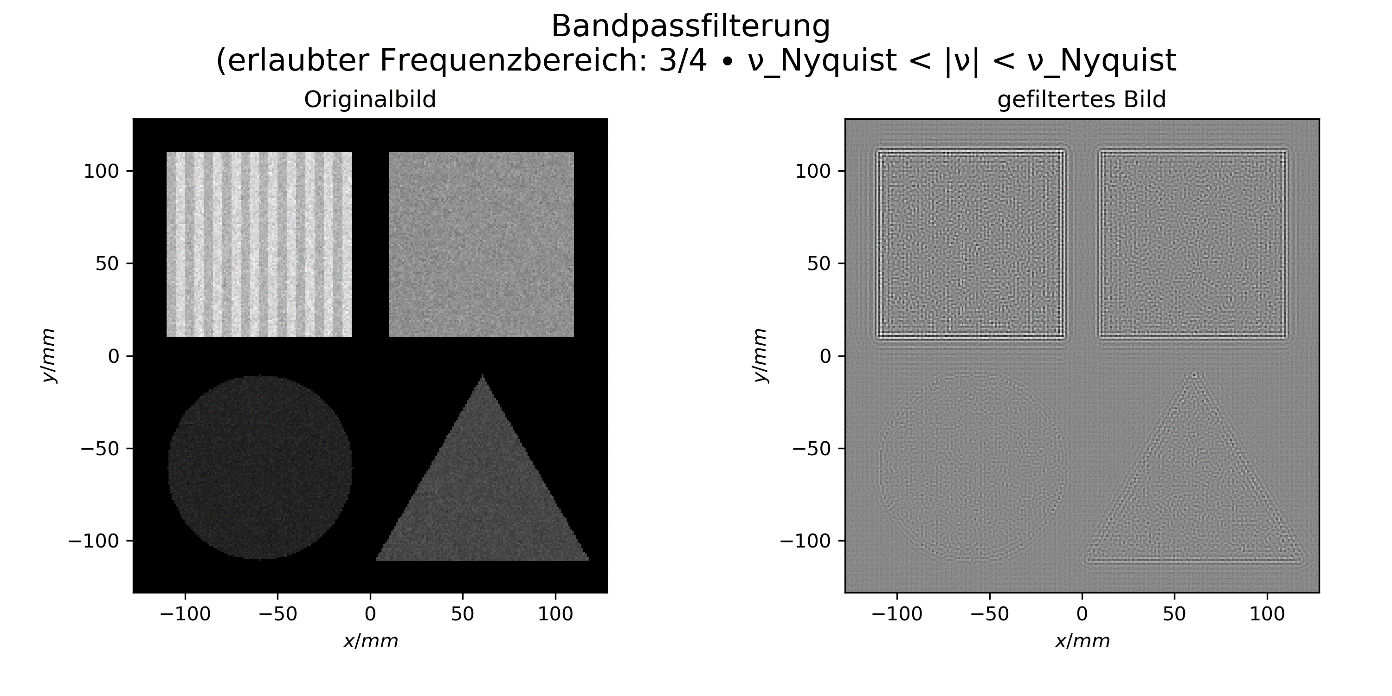 Bandpassfilterung
(erlaubter Frequenzbereich: 3/4 • ν_Nyquist < |ν| < ν_Nyquist
Originalbild
100
50
0
−50
−100
y/mm
−100 −50 0 50 100
x/mm
gefiltertes Bild
100
50
0
−50
−100
y/mm
−100 −50 0 50 100
x/mm